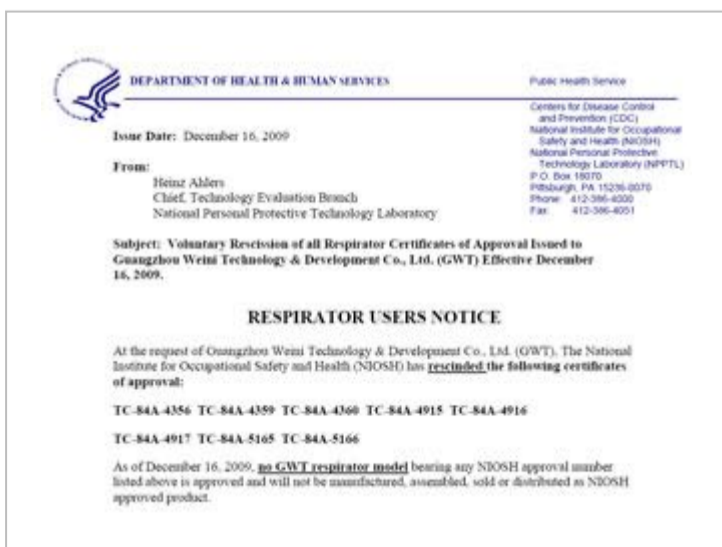 DEPARTMENT OF HEALTH & HUMAN SERVICES
Public Health Service
Centers for Disease Control
and Prevention (CDC)
National Institute for Occupational
Safety and Health (NIOSH)
National Personal Protective
Technology Laboratory (NPPTL)
P.O. Box 18070
Pittsburgh, PA 15236-0070
Phone: 412-386-4000
Fax: 412-386-4051
Issue Date: December 16, 2009
From:
Heinz Ahlers
Chief, Technology Evaluation Branch
National Personal Protective Technology Laboratory
Subject: Voluntary Rescission of all Respirator Certificates of Approval Issued to
Guangzhou Weini Technology & Development Co., Ltd. (GWT) Effective December
16, 2009.
RESPIRATOR USERS NOTICE
At the request of Guangzhou Weini Technology & Development Co., Ltd. (GWT), The National
Institute for Occupational Safety and Health (NIOSH) has rescinded the following certificates
of approval:
TC-84A-4356 TC-84A-4359 TC-84A-4360 TC-84A-4915 TC-84A-4916
TC-84A-4917 TC-84A-5165 TC-84A-5166
As of December 16, 2009, no GWT respirator model bearing any NIOSH approval number
listed above is approved and will not be manufactured, assembled, sold or distributed as NIOSH
approved product.